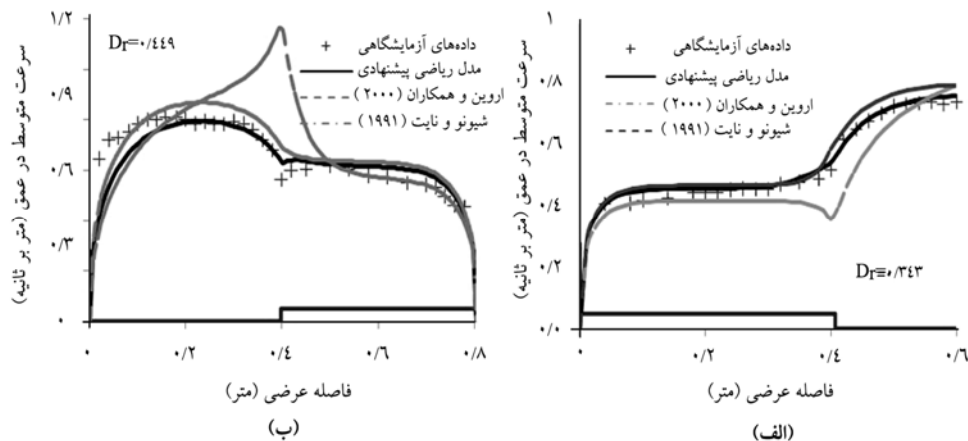 ۱
۰/۸
۰/۶
۰/۴
۰/۲
۰/۰
سرعت متوسط در عمق (متر بر ثانیه)
داده‌های آزمایشگاهی
مدل ریاضی پیشنهادی
اروین و همکاران (۲۰۰۰)
شیونو و نایت (۱۹۹۱)
Dr=۰/۳٤۳
۰
۰/۲
۰/۴
۰/۶
فاصله عرضی (متر)
(الف)
۱/۲
۰/۹
۰/۶
۰/۳
۰
سرعت متوسط در عمق (متر بر ثانیه)
Dr=۰/٤٤۹
داده‌های آزمایشگاهی
مدل ریاضی پیشنهادی
اروین و همکاران (۲۰۰۰)
شیونو و نایت (۱۹۹۱)
۰
۰/۲
۰/۴
۰/۶
۰/۸
فاصله عرضی (متر)
(ب)